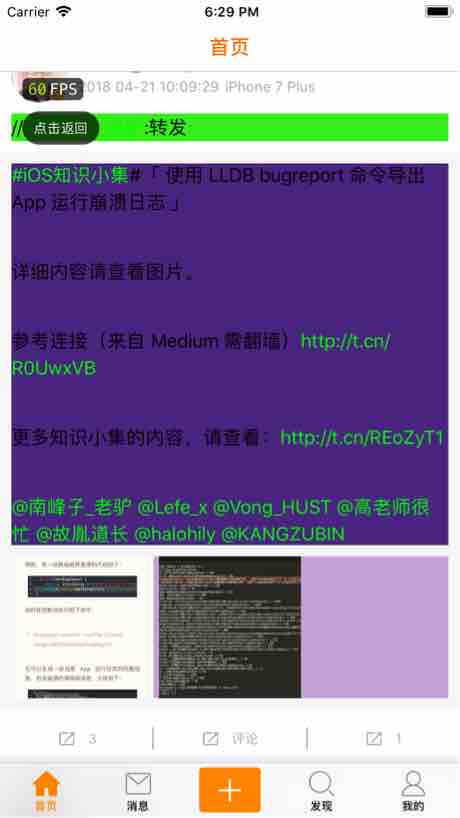 Carrier 6:29 PM
首页
60 FPS
2018 04-21 10:09:29 iPhone 7 Plus
点击返回
//
:转发
#iOS知识小集#「 使用 LLDB bugreport 命令导出
App 运行崩溃日志 」
详细内容请查看图片。
参考连接（来自 Medium 需翻墙）http://t.cn/
R0UwxVB
更多知识小集的内容，请查看：http://t.cn/REoZyT1
@南峰子_老驴 @Lefe_x @Vong_HUST @高老师很
忙 @故胤道长 @halohily @KANGZUBIN
3
评论
1
首页
消息
发现
我的